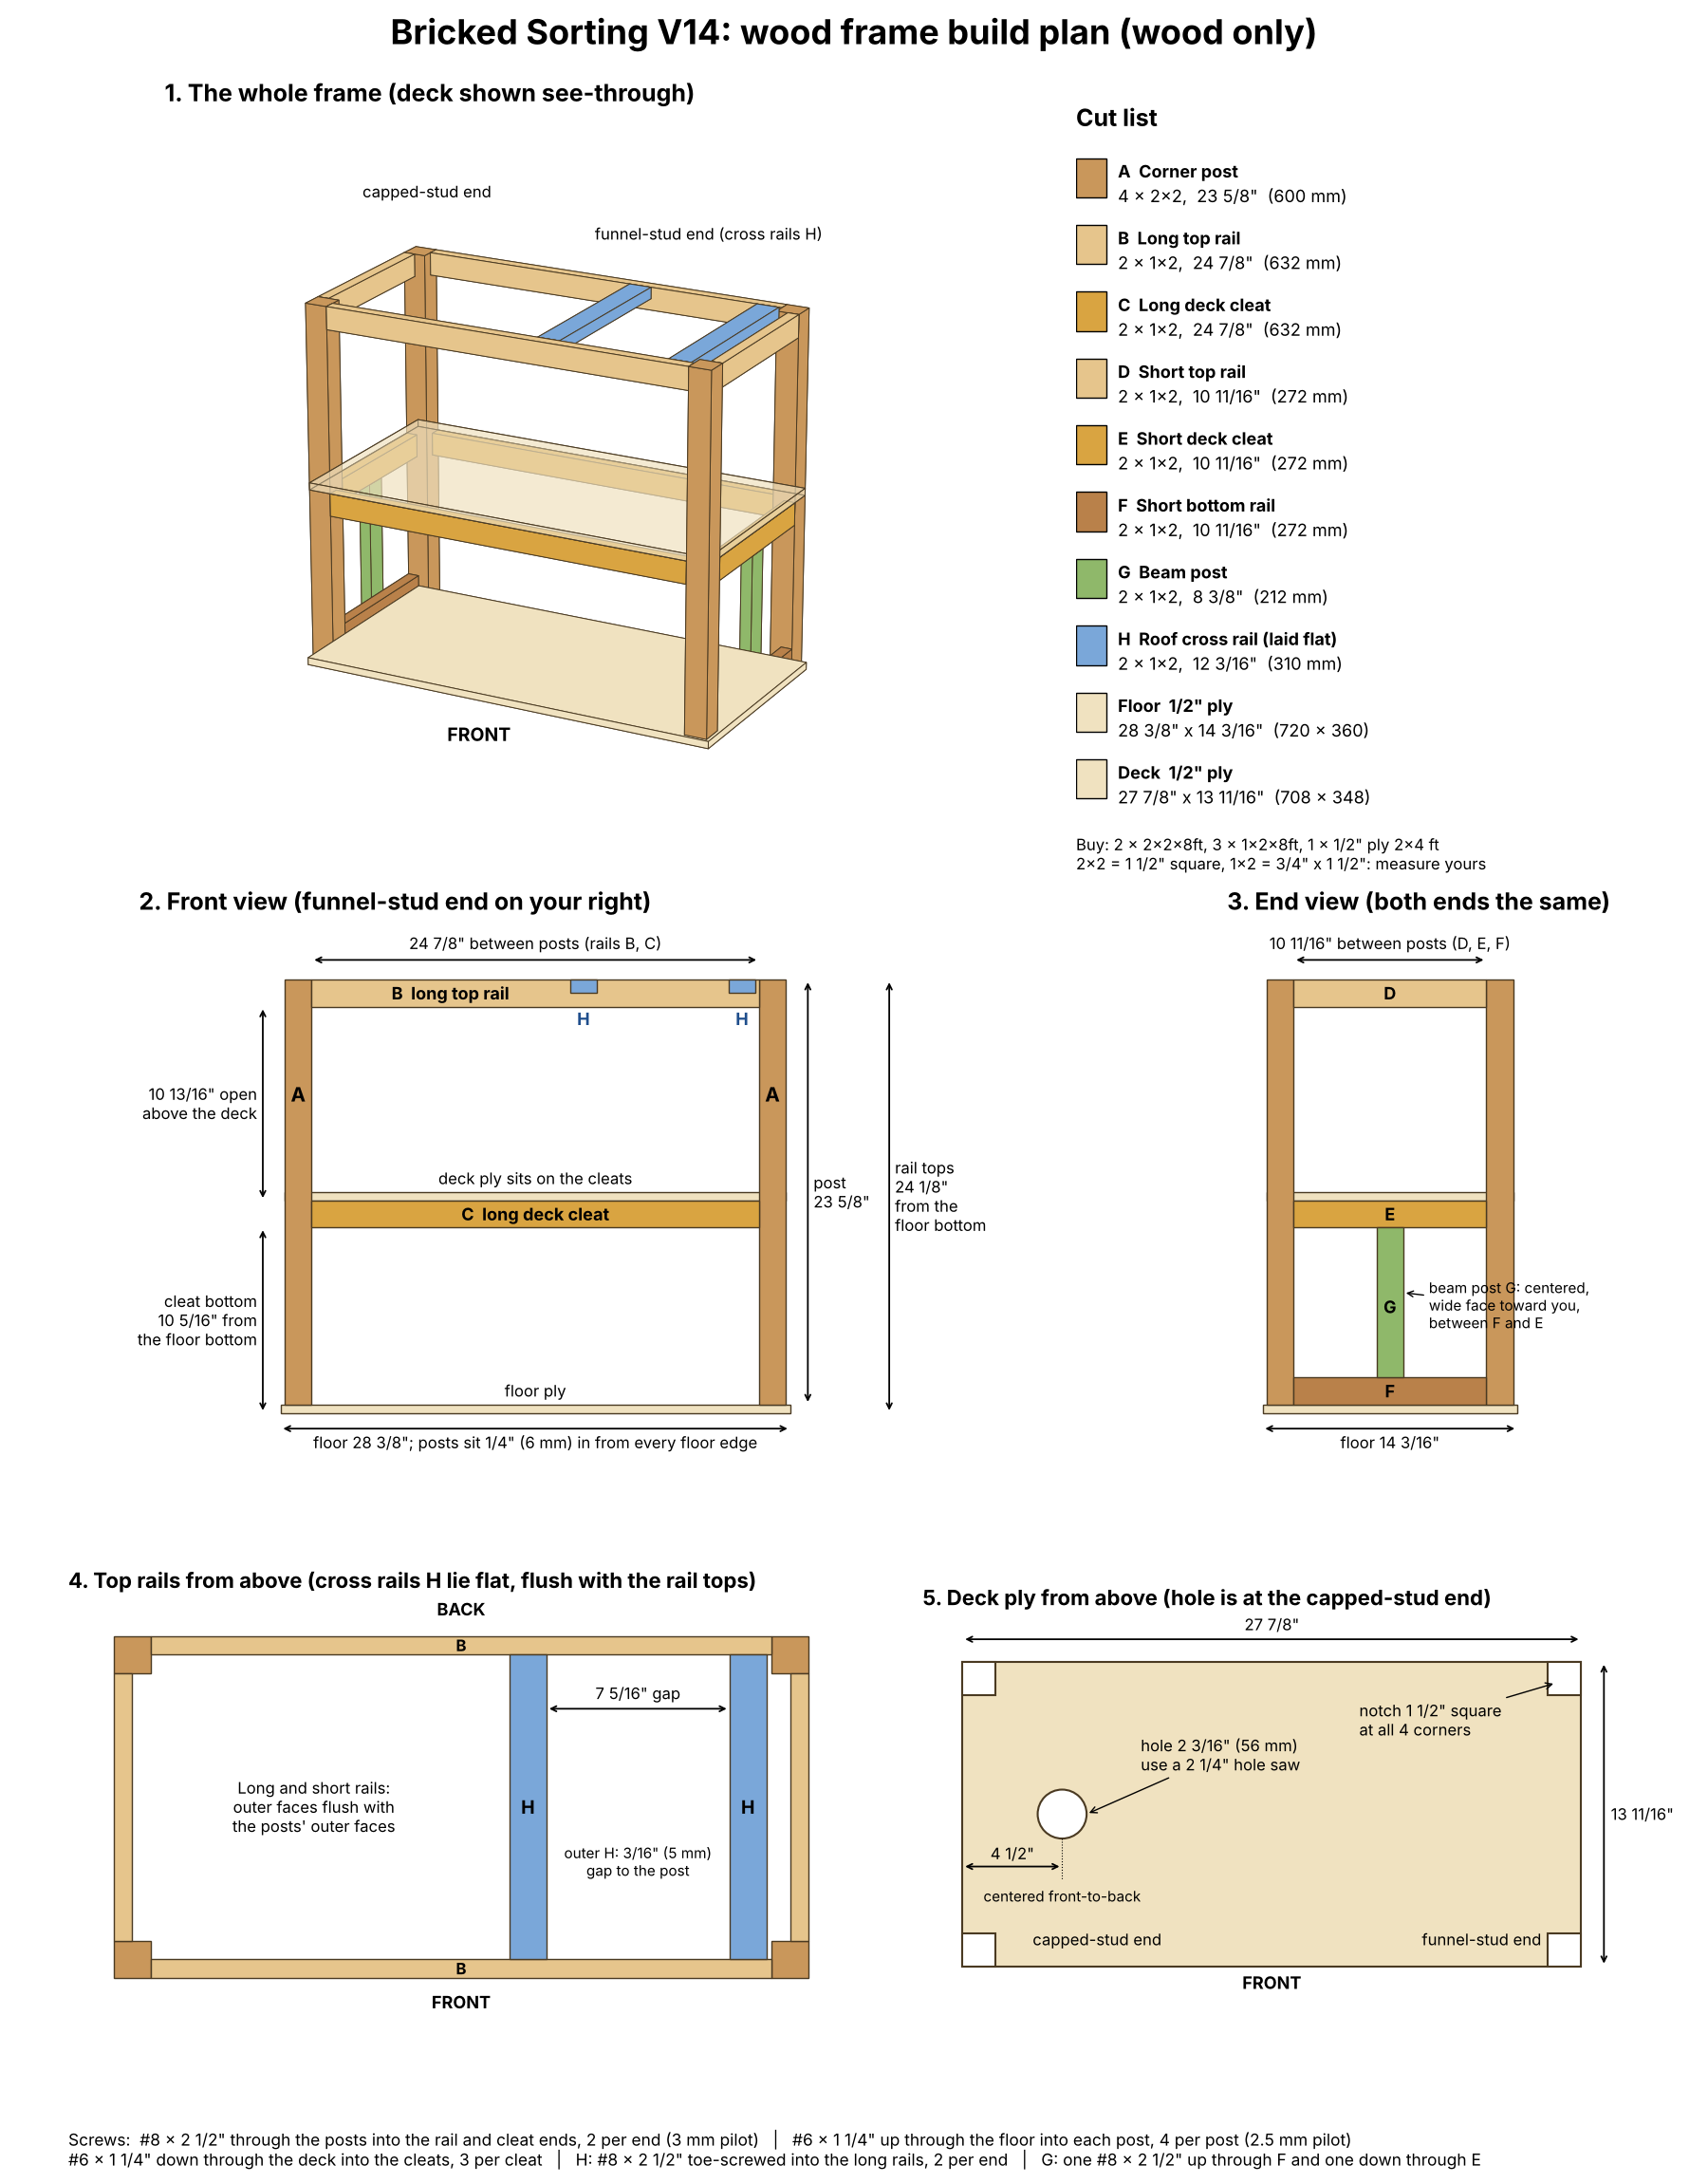 Bricked Sorting V14: wood frame build plan (wood only)
1. The whole frame (deck shown see-through)
capped-stud end
funnel-stud end (cross rails H)
FRONT
Cut list
A Corner post
4 × 2×2, 23 5/8" (600 mm)
B Long top rail
2 × 1×2, 24 7/8" (632 mm)
C Long deck cleat
2 × 1×2, 24 7/8" (632 mm)
D Short top rail
2 × 1×2, 10 11/16" (272 mm)
E Short deck cleat
2 × 1×2, 10 11/16" (272 mm)
F Short bottom rail
2 × 1×2, 10 11/16" (272 mm)
G Beam post
2 × 1×2, 8 3/8" (212 mm)
H Roof cross rail (laid flat)
2 × 1×2, 12 3/16" (310 mm)
Floor 1/2" ply
28 3/8" x 14 3/16" (720 × 360)
Deck 1/2" ply
27 7/8" x 13 11/16" (708 × 348)
Buy: 2 × 2×2×8ft, 3 × 1×2×8ft, 1 × 1/2" ply 2×4 ft
2×2 = 1 1/2" square, 1×2 = 3/4" x 1 1/2": measure yours
2. Front view (funnel-stud end on your right)
24 7/8" between posts (rails B, C)
B long top rail
H
H
A
A
10 13/16" open
above the deck
deck ply sits on the cleats
C long deck cleat
post
23 5/8"
rail tops
24 1/8"
from the
floor bottom
cleat bottom
10 5/16" from
the floor bottom
floor ply
floor 28 3/8"; posts sit 1/4" (6 mm) in from every floor edge
3. End view (both ends the same)
10 11/16" between posts (D, E, F)
D
E
G
beam post G: centered,
wide face toward you,
between F and E
F
floor 14 3/16"
4. Top rails from above (cross rails H lie flat, flush with the rail tops)
BACK
B
7 5/16" gap
Long and short rails:
outer faces flush with
the posts' outer faces
H
H
outer H: 3/16" (5 mm)
gap to the post
B
FRONT
5. Deck ply from above (hole is at the capped-stud end)
27 7/8"
notch 1 1/2" square
at all 4 corners
hole 2 3/16" (56 mm)
use a 2 1/4" hole saw
13 11/16"
4 1/2"
centered front-to-back
capped-stud end
funnel-stud end
FRONT
Screws: #8 × 2 1/2" through the posts into the rail and cleat ends, 2 per end (3 mm pilot) | #6 × 1 1/4" up through the floor into each post, 4 per post (2.5 mm pilot)
#6 × 1 1/4" down through the deck into the cleats, 3 per cleat | H: #8 × 2 1/2" toe-screwed into the long rails, 2 per end | G: one #8 × 2 1/2" up through F and one down through E